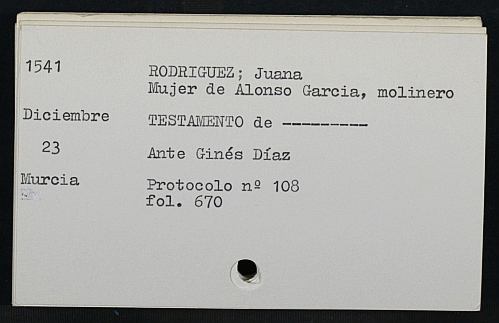 1541
RODRIGUEZ; Juana
Mujer de Alonso Garcia, molinero
Diciembre
TESTAMENTO de ---------
23
Ante Ginés Díaz
Murcia
Protocolo nº 108
fol. 670